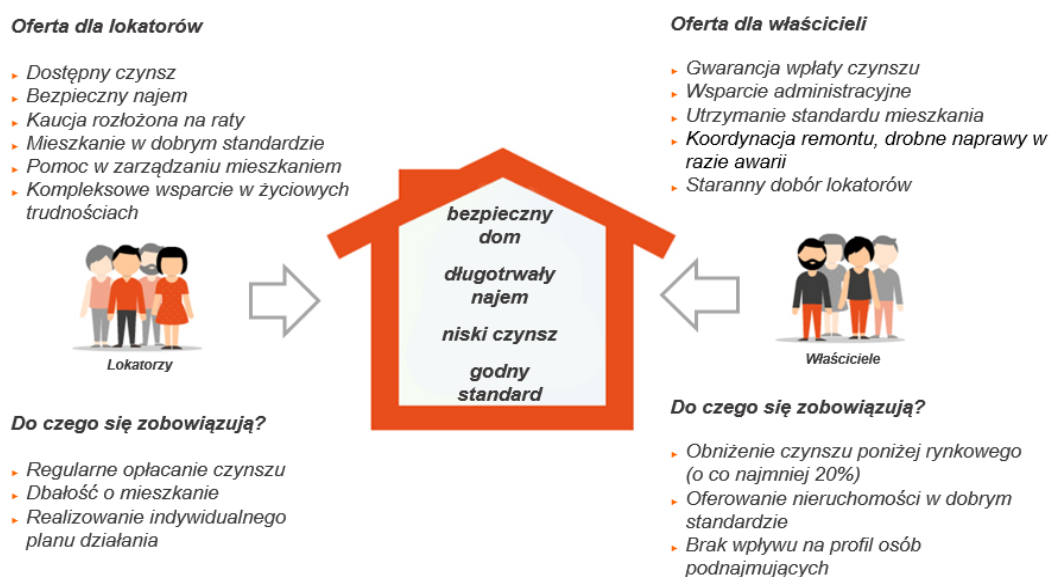 Oferta dla lokatorów
Dostępny czynsz
Bezpieczny najem
Kaucja rozłożona na raty
Mieszkanie w dobrym standardzie
Pomoc w zarządzaniu mieszkaniem
Kompleksowe wsparcie w życiowych
trudnościach
Lokatorzy
Do czego się zobowiązują?
Regularne opłacanie czynszu
Dbałość o mieszkanie
Realizowanie indywidualnego
planu działania
bezpieczny
dom
długotrwały
najem
niski czynsz
godny
standard
Oferta dla właścicieli
Gwarancja wpłaty czynszu
Wsparcie administracyjne
Utrzymanie standardu mieszkania
Koordynacja remontu, drobne naprawy w
razie awarii
Staranny dobór lokatorów
Właściciele
Do czego się zobowiązują?
Obniżenie czynszu poniżej rynkowego
(o co najmniej 20%)
Oferowanie nieruchomości w dobrym
standardzie
Brak wpływu na profil osób
podnajmujących